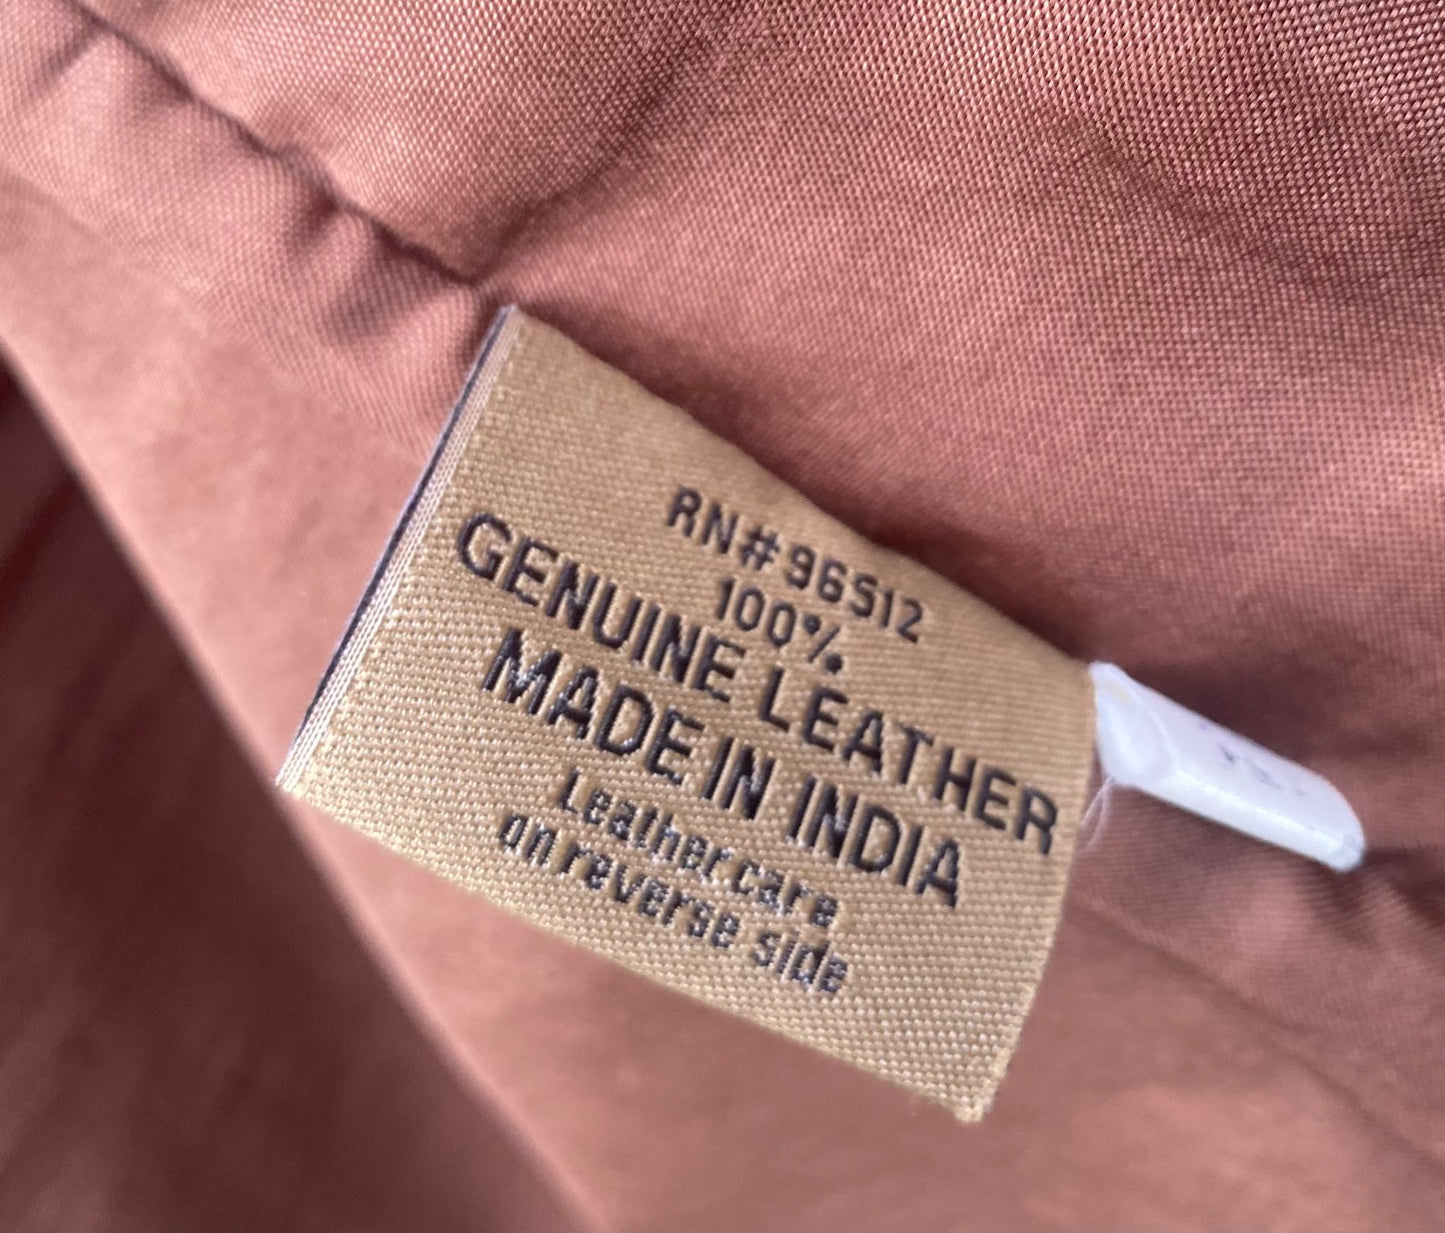 RN#96512
100%
GENUINE LEATHER
MADE IN INDIA
Leather care
on reverse side